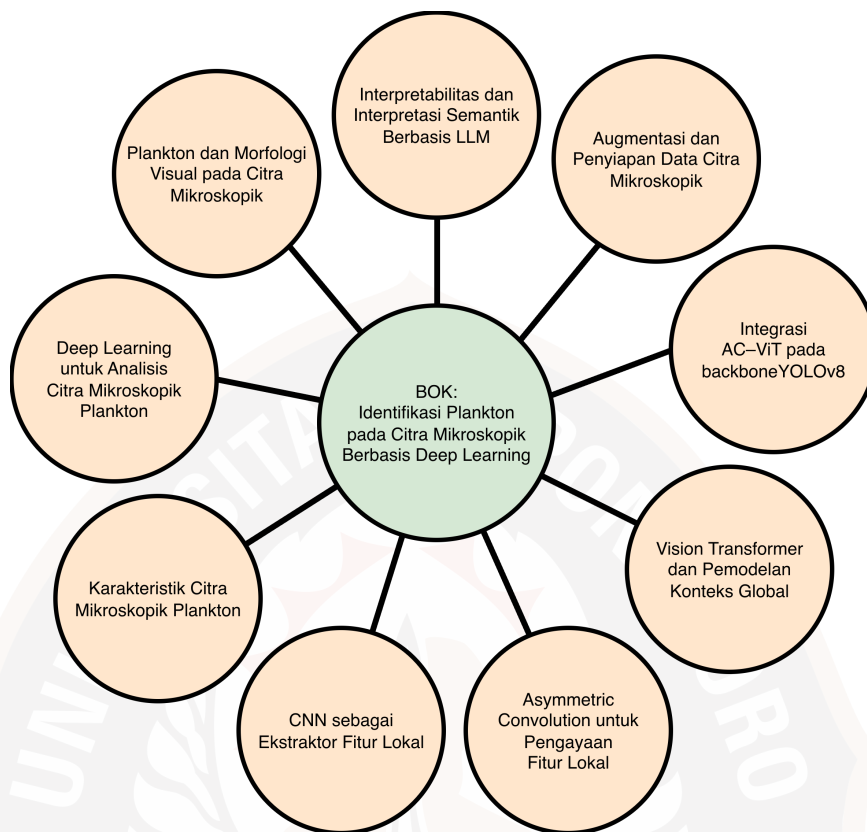 Interpretabilitas dan
Interpretasi Semantik
Berbasis LLM
Augmentasi dan
Penyiapan Data Citra
Mikroskopik
Plankton dan Morfologi
Visual pada Citra
Mikroskopik
Integrasi
AC–ViT pada
backboneYOLOv8
Deep Learning
untuk Analisis
Citra Mikroskopik
Plankton
BOK:
Identifikasi Plankton
pada Citra Mikroskopik
Berbasis Deep Learning
Vision Transformer
dan Pemodelan
Konteks Global
Karakteristik Citra
Mikroskopik Plankton
CNN sebagai
Ekstraktor Fitur Lokal
Asymmetric
Convolution untuk
Pengayaan
Fitur Lokal